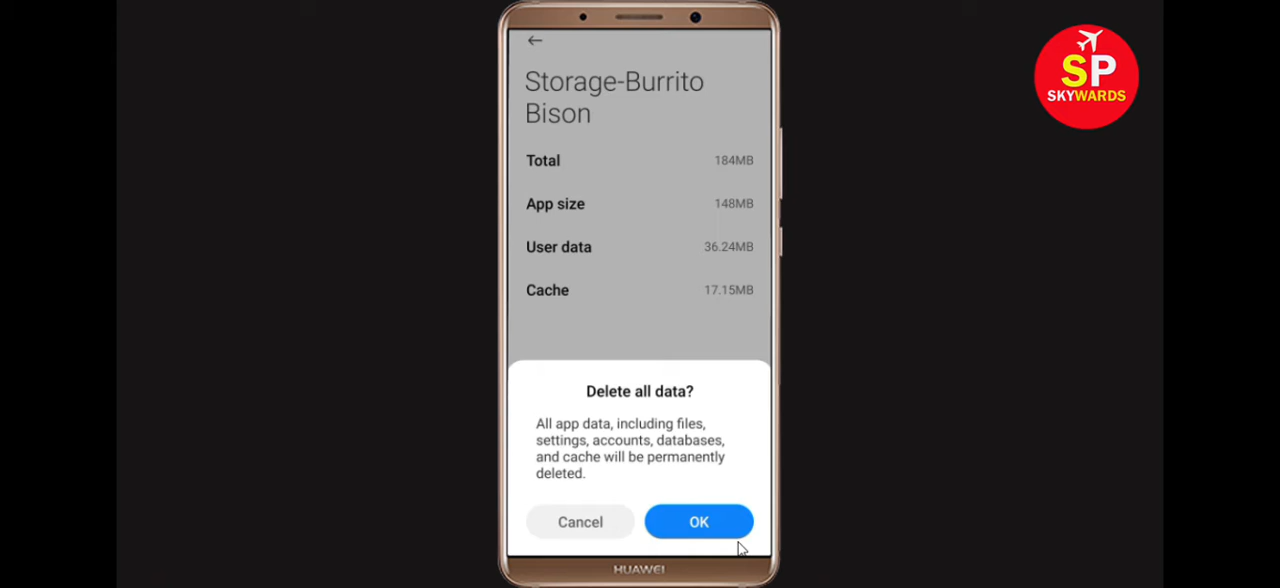 Storage-Burrito
Bison
Total 184MB
App size 148MB
User data 36.24MB
Cache 17.15MB
Delete all data?
All app data, including files,
settings, accounts, databases,
and cache will be permanently
deleted.
Cancel OK
HUAWEI
SP
SKYWARDS